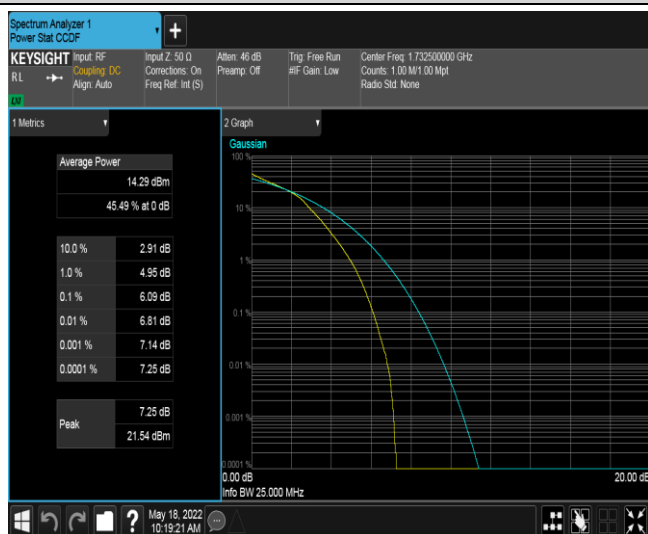 Spectrum Analyzer 1
Power Stat CCDF
+
KEYSIGHT
RL
Input: RF
Coupling: DC
Align: Auto
Input Z: 50 Ω
Corrections: On
Freq Ref: Int (S)
Atten: 46 dB
Preamp: Off
Trig: Free Run
#IF Gain: Low
Center Freq: 1.732500000 GHz
Counts: 1.00 M/1.00 Mpt
Radio Std: None
1 Metrics
Average Power
14.29 dBm
45.49 % at 0 dB
10.0 % 2.91 dB
1.0 % 4.95 dB
0.1 % 6.09 dB
0.01 % 6.81 dB
0.001 % 7.14 dB
0.0001 % 7.25 dB
Peak
7.25 dB
21.54 dBm
2 Graph
Gaussian
100 %
10 %
1 %
0.1 %
0.01 %
0.001 %
0.0001 %
0.00 dB
20.00 dB
Info BW 25.000 MHz
?
May 18, 2022
10:19:21 AM